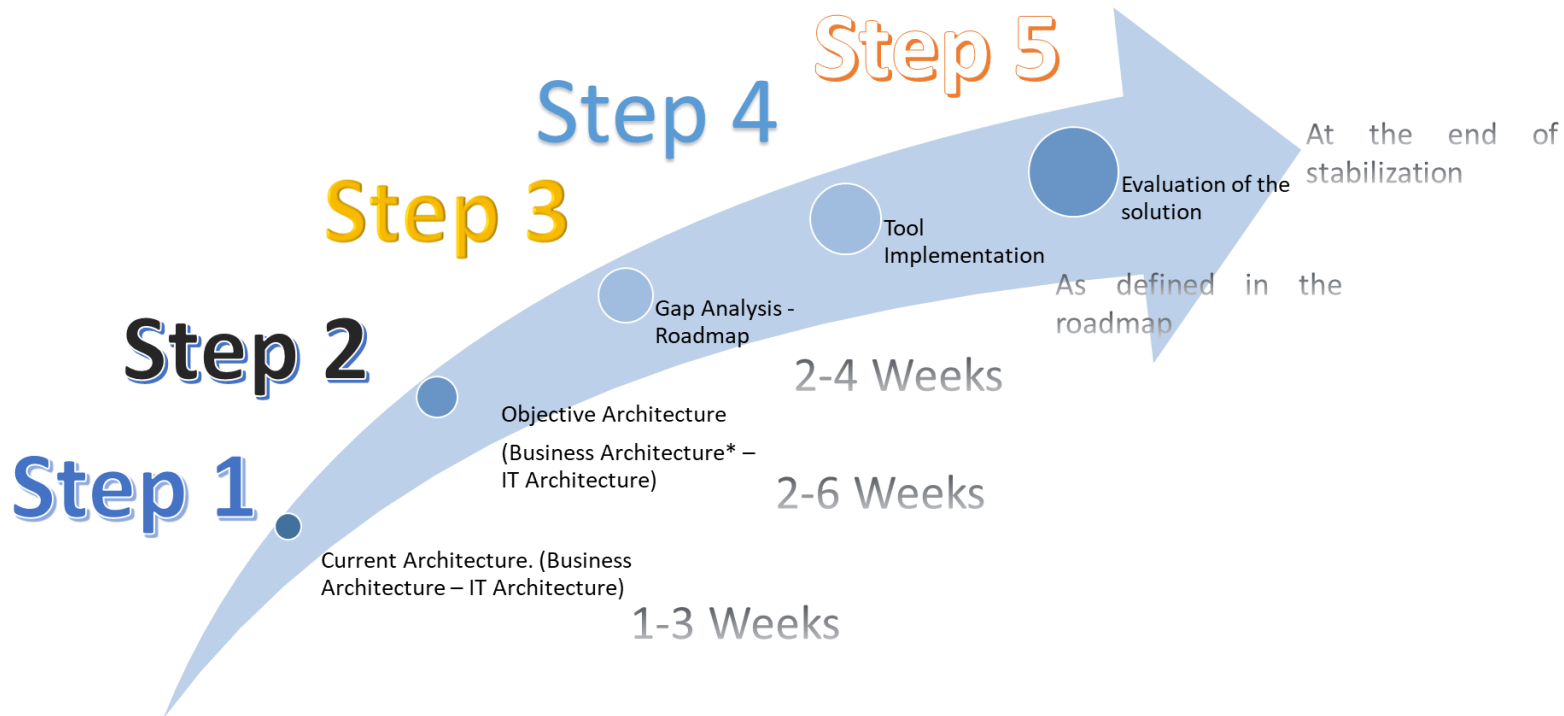 Step 1
Current Architecture. (Business
Architecture – IT Architecture)
1-3 Weeks
Step 2
Objective Architecture
(Business Architecture* –
IT Architecture)
2-6 Weeks
Step 3
Gap Analysis -
Roadmap
2-4 Weeks
Step 4
Tool
Implementation
As defined in the
roadmap
Step 5
Evaluation of the
solution
At the end of
stabilization